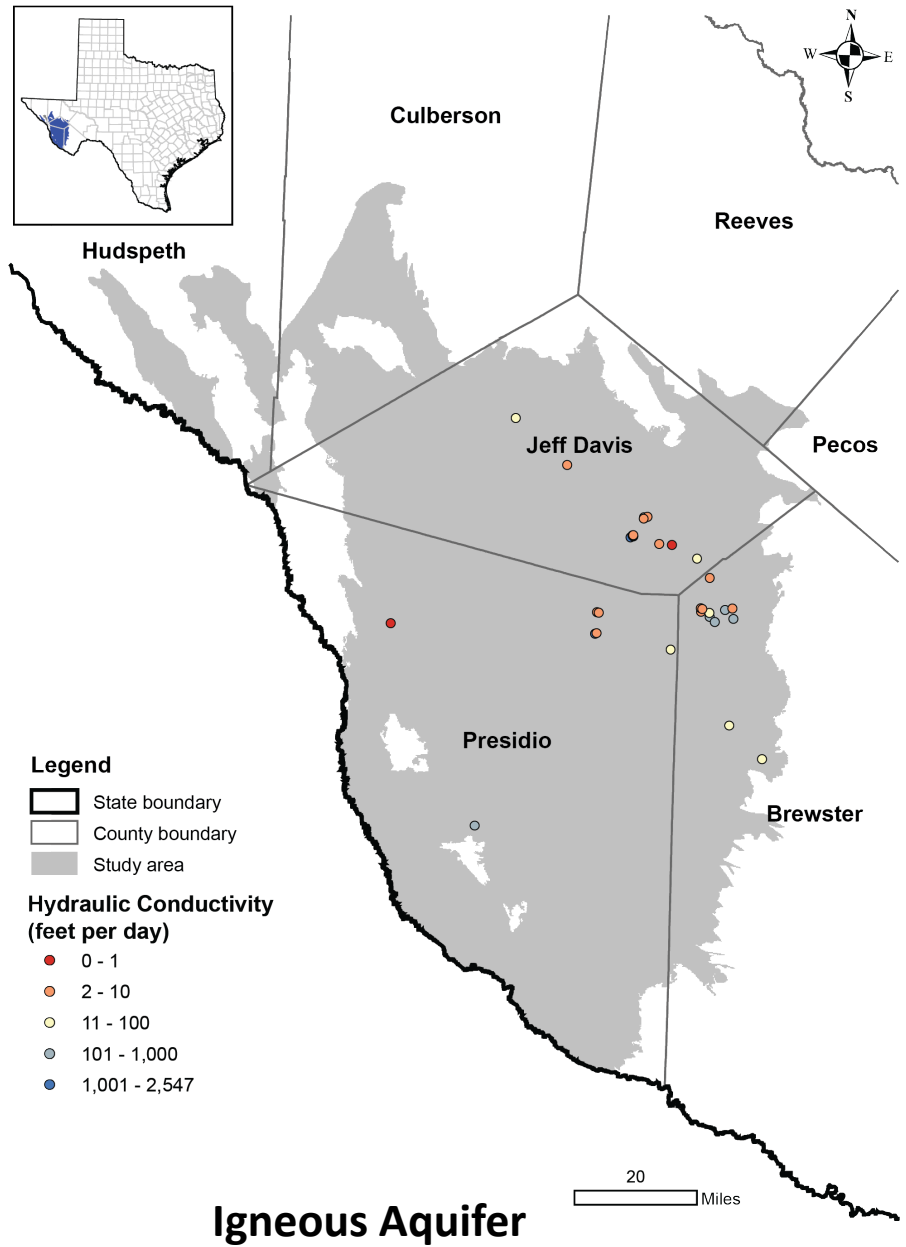 N
W E
S
Culberson
Reeves
Hudspeth
Jeff Davis
Pecos
Presidio
Brewster
Legend
State boundary
County boundary
Study area
Hydraulic Conductivity
(feet per day)
0 - 1
2 - 10
11 - 100
101 - 1,000
1,001 - 2,547
20
Miles
Igneous Aquifer